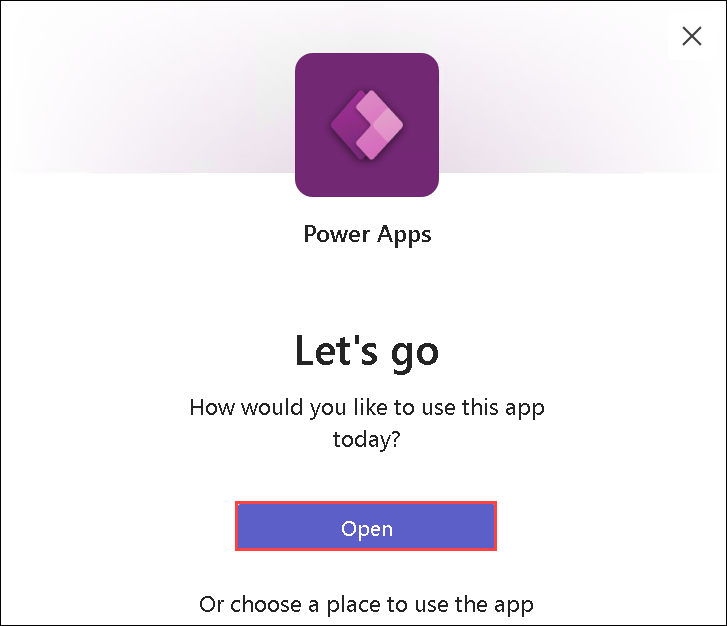 Power Apps
Let's go
How would you like to use this app
today?
Open
Or choose a place to use the app